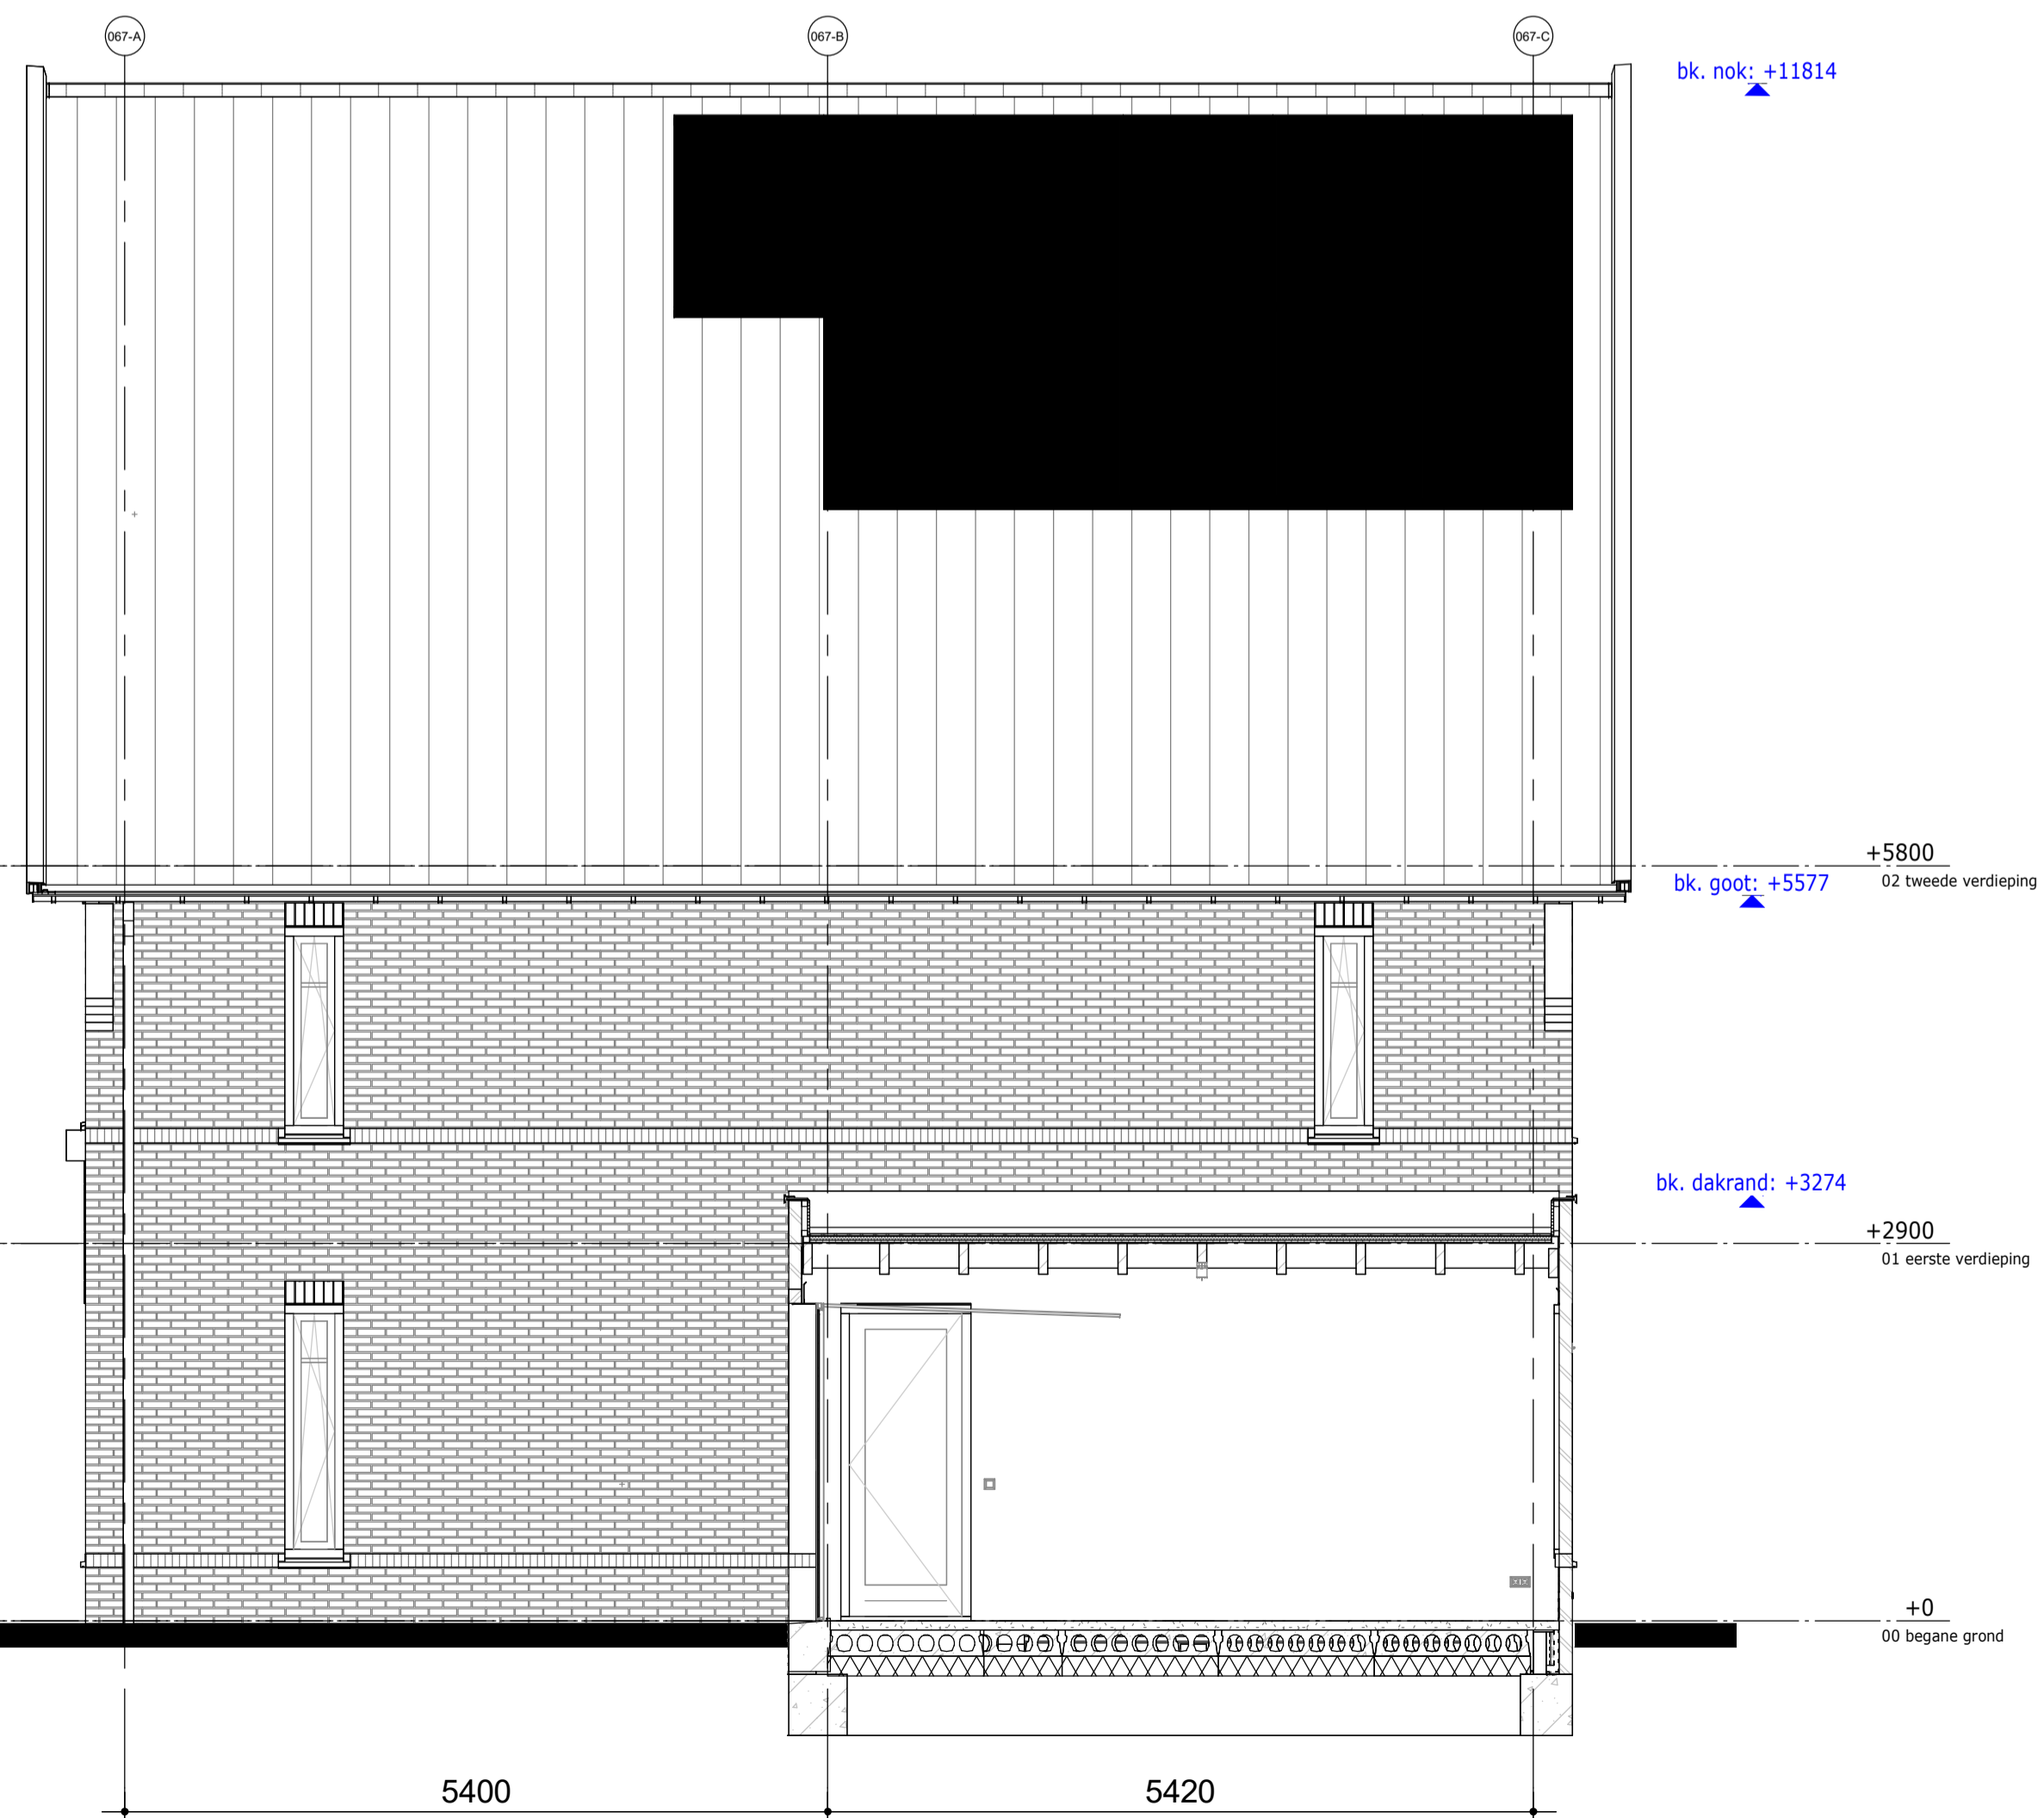 067-A
067-B
067-C
bk. nok: +11814
+5800
02 tweede verdieping
bk. goot: +5577
bk. dakrand: +3274
+2900
01 eerste verdieping
+0
00 begane grond
5400
5420